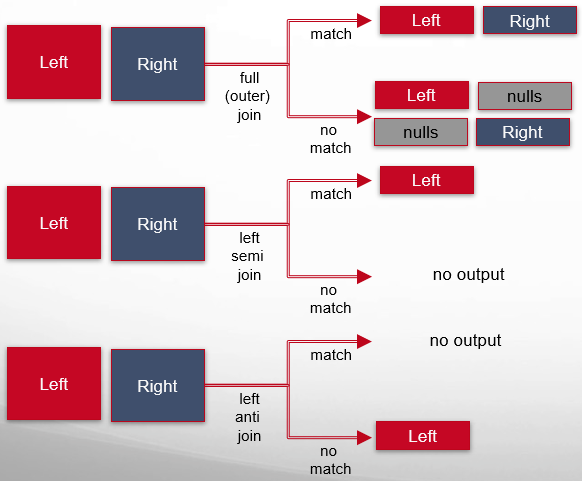 Left
Right
full
(outer)
join
match
Left Right
no
match
Left nulls
nulls Right
Left
Right
left
semi
join
match
Left
no
match
no output
Left
Right
left
anti
join
match
no output
no
match
Left